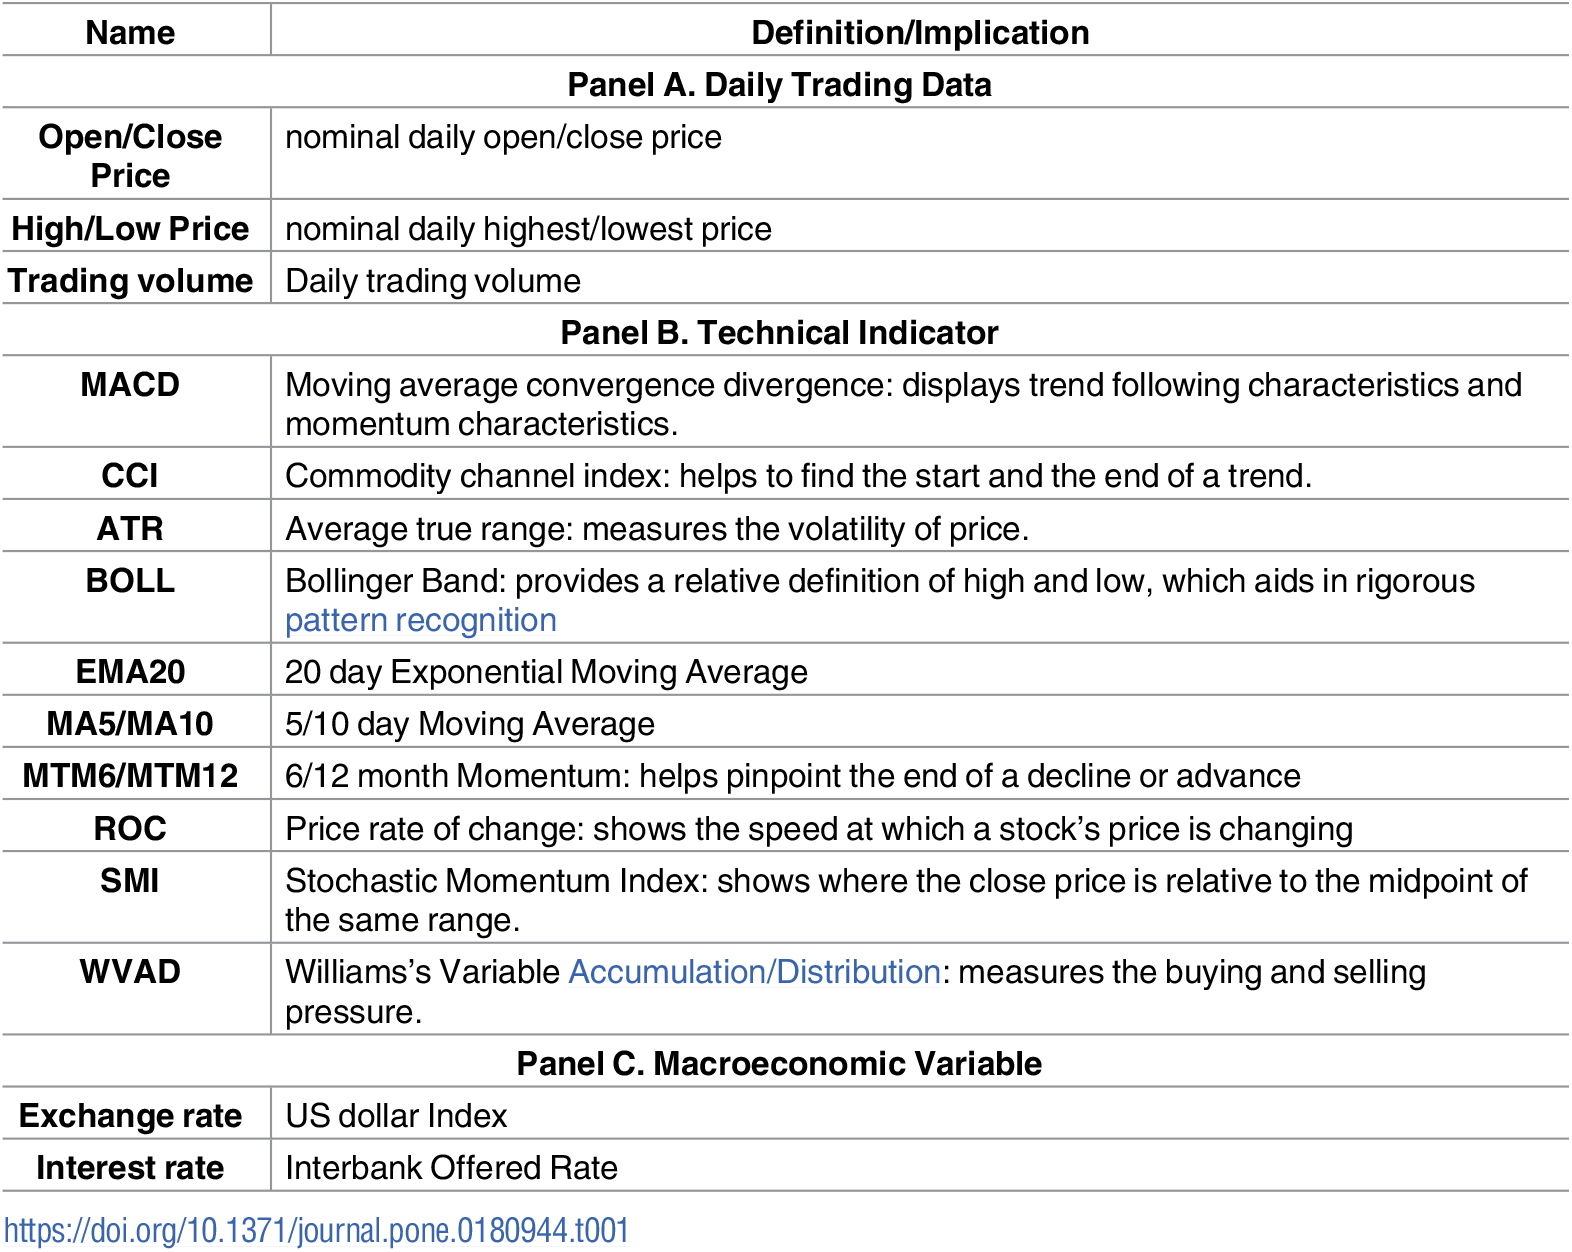 Name Definition/Implication
Panel A. Daily Trading Data
Open/Close nominal daily open/close price
Price
High/Low Price nominal daily highest/lowest price
Trading volume Daily trading volume
Panel B. Technical Indicator
MACD Moving average convergence divergence: displays trend following characteristics and
momentum characteristics.
CCI Commodity channel index: helps to find the start and the end of a trend.
ATR Average true range: measures the volatility of price.
BOLL Bollinger Band: provides a relative definition of high and low, which aids in rigorous
pattern recognition
EMA20 20 day Exponential Moving Average
MA5/MA10 5/10 day Moving Average
MTM6/MTM12 6/12 month Momentum: helps pinpoint the end of a decline or advance
ROC Price rate of change: shows the speed at which a stock’s price is changing
SMI Stochastic Momentum Index: shows where the close price is relative to the midpoint of
the same range.
WVAD Williams’s Variable Accumulation/Distribution: measures the buying and selling
pressure.
Panel C. Macroeconomic Variable
Exchange rate US dollar Index
Interest rate Interbank Offered Rate
https://doi.org/10.1371/journal.pone.0180944.t001